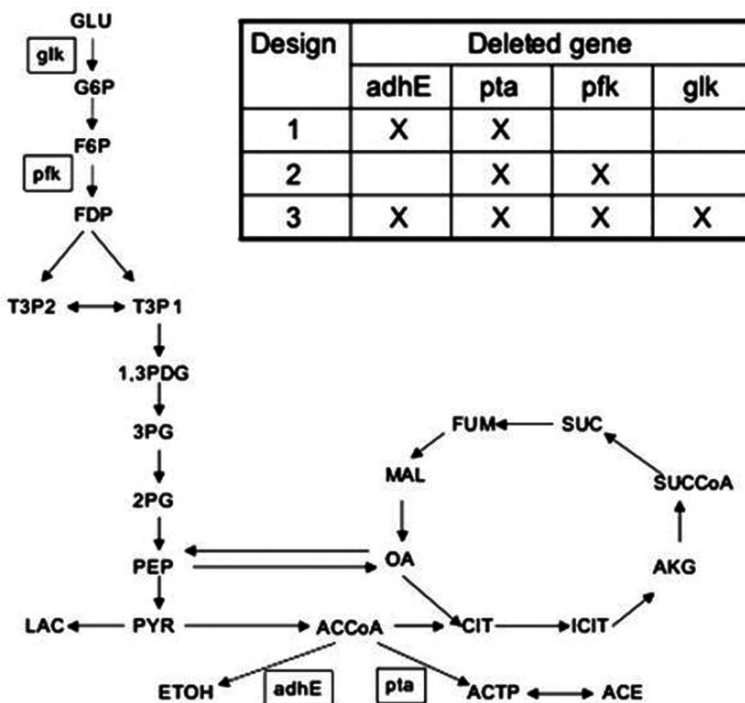 GLU
glk
G6P
F6P
pfk
FDP
T3P2 T3P1
1,3PDG
3PG
2PG
PEP
LAC PYR ACCoA CIT ICIT
ETOH adhE pta ACTP ACE
FUM SUC
MAL SUCCoA
OA AKG
Design Deleted gene
adhE pta pfk glk
1 X X
2 X X
3 X X X X